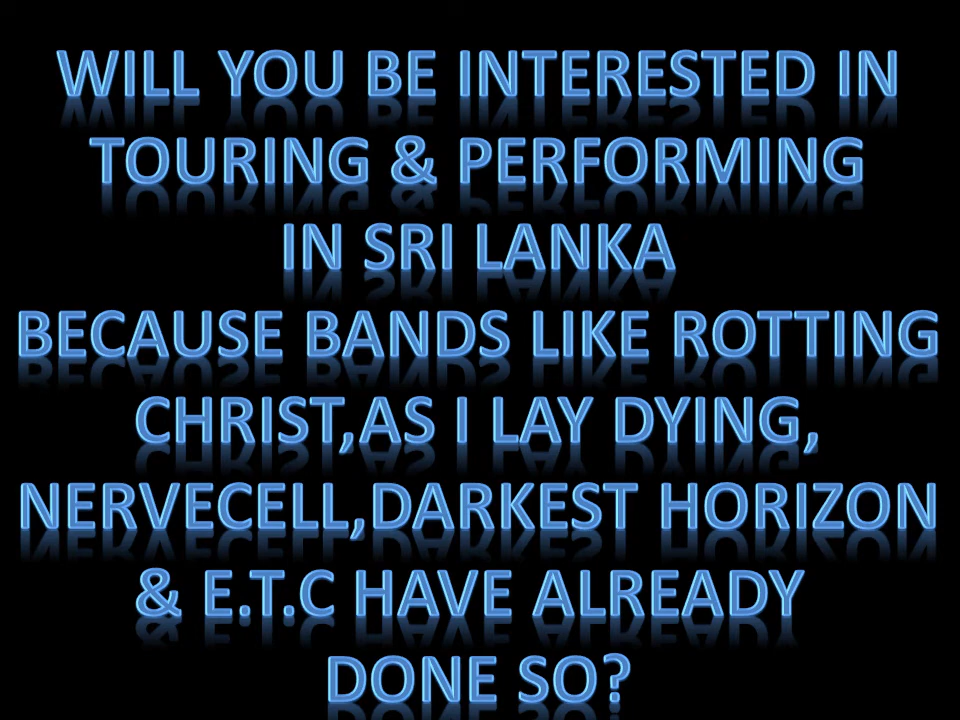 WILL YOU BE INTERESTED IN
TOURING & PERFORMING
IN SRI LANKA
BECAUSE BANDS LIKE ROTTING
CHRIST,AS I LAY DYING,
NERVECELL,DARKEST HORIZON
& E.T.C HAVE ALREADY
DONE SO?